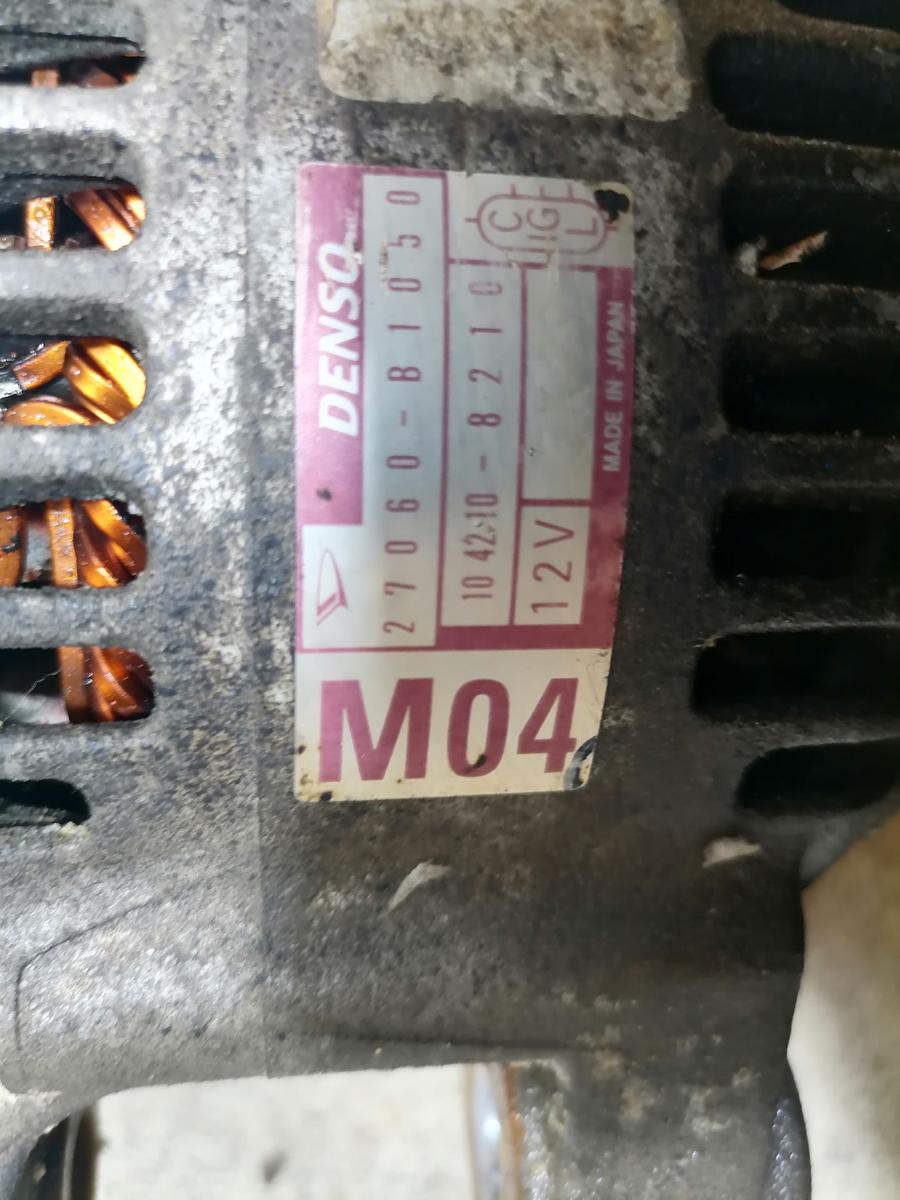 DENSO
27060-B1050
104210-8210
C
IG
L
12V
MADE IN JAPAN
M04